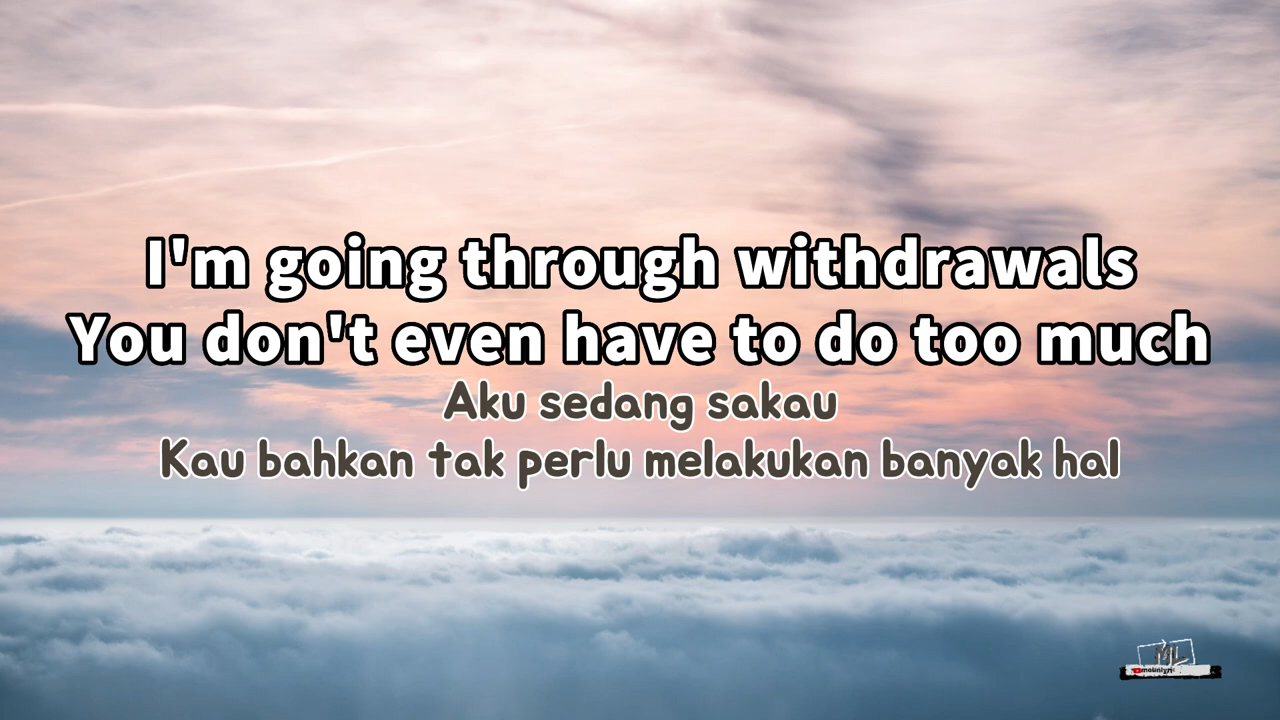 I'm going through withdrawals
You don't even have to do too much
Aku sedang sakau
Kau bahkan tak perlu melakukan banyak hal
ML